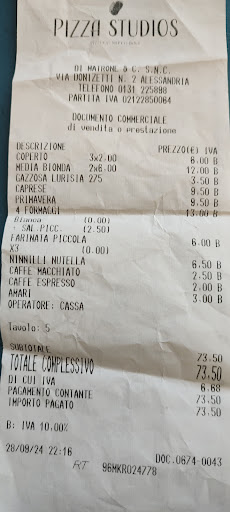 PIZZA STUDIOS
DI MAIRONE & C. S.N.C.
VIA DONIZETTI N. 2 ALESSANDRIA
TELEFONO 0131 225898
PARTITA IVA 02122850064
DOCUMENTO COMMERCIALE
di vendita o prestazione
DESCRIZIONE PREZZO(€) IVA
COPERTO 3x2.00 6.00 B
MEDIA BIONDA 2x6.00 12.00 B
GAZZOSA LURISIA 2/5 3.50 B
CAPRESE 9.50 B
PRIMAVERA 9.50 B
4 FORMAGGI 13.00 B
Bianca (0.00)
+ SAL.PICC. (2.50)
FARINATA PICCOLA 6.00 B
X3 (0.00)
NINNILLI NUTELLA 6.50 B
CAFFE MACCHIATO 2.50 B
CAFFE ESPRESSO 2.00 B
AMARI 3.00 B
OPERATORE: CASSA
Tavolo: 5
SUBTOTALE 73.50
TOTALE COMPLESSIVO 73.50
DI CUI IVA 6.68
PAGAMENTO CONTANTE 73.50
IMPORTO PAGATO 73.50
B: IVA 10.00%
28/09/24 22:16 DOC.0674-0043
RT 96MKR024778